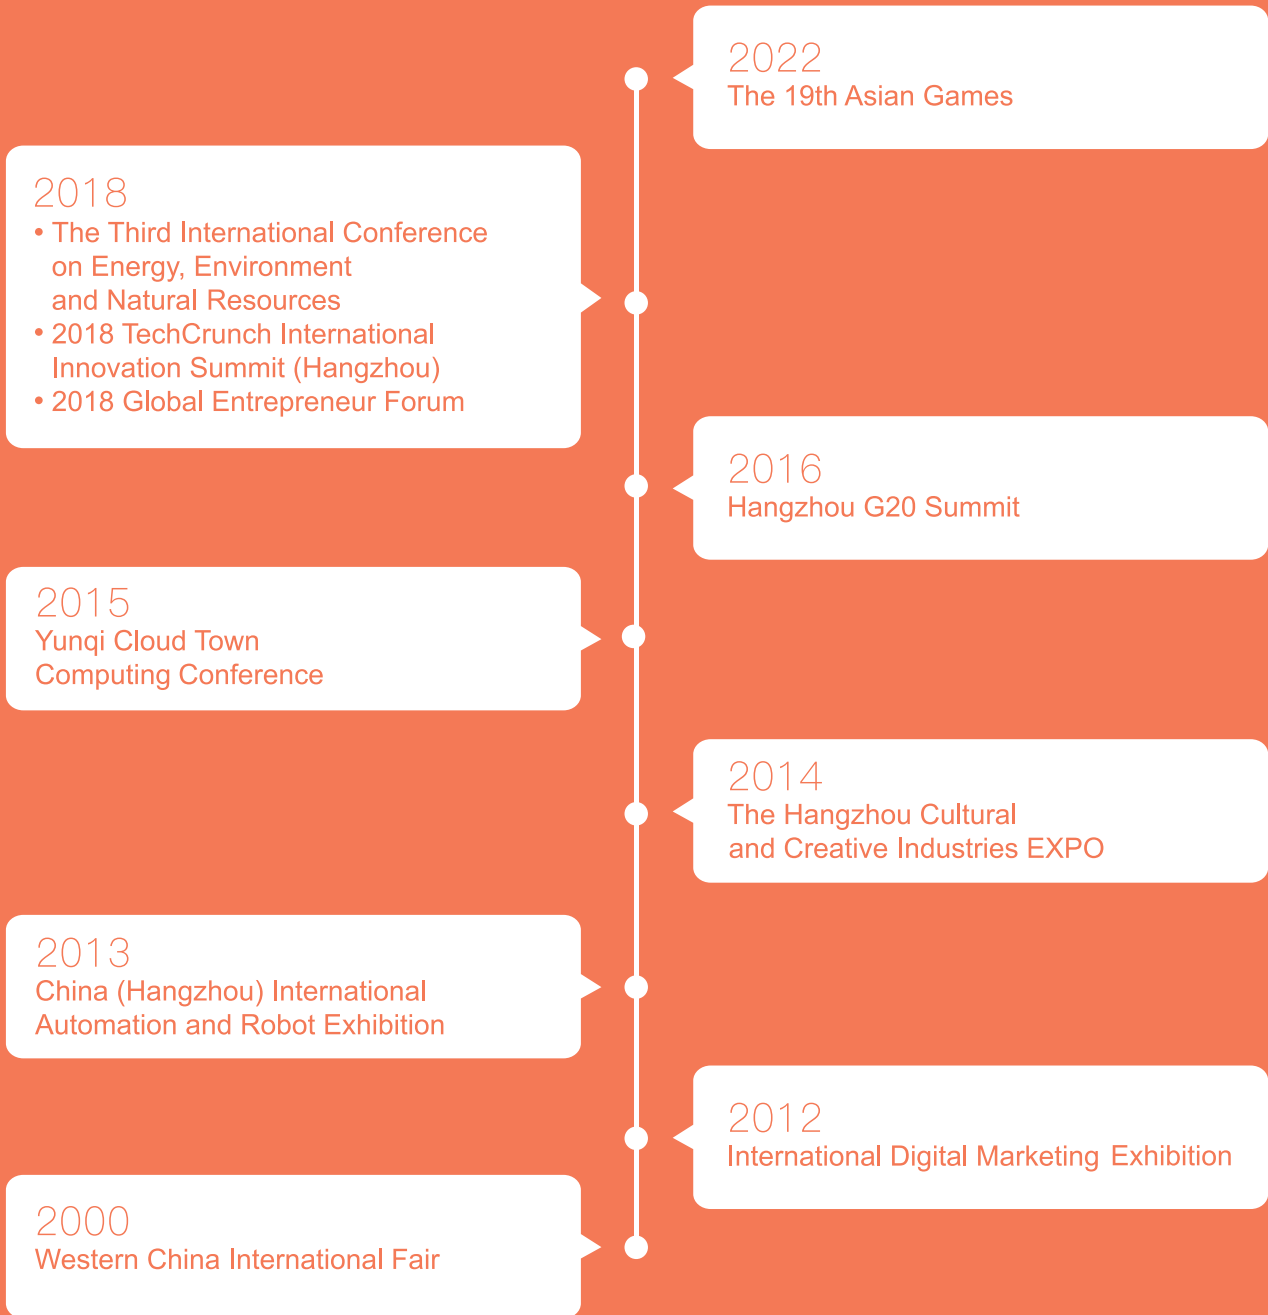 2022
The 19th Asian Games
2018
• The Third International Conference
on Energy, Environment
and Natural Resources
• 2018 TechCrunch International
Innovation Summit (Hangzhou)
• 2018 Global Entrepreneur Forum
2016
Hangzhou G20 Summit
2015
Yunqi Cloud Town
Computing Conference
2014
The Hangzhou Cultural
and Creative Industries EXPO
2013
China (Hangzhou) International
Automation and Robot Exhibition
2012
International Digital Marketing Exhibition
2000
Western China International Fair